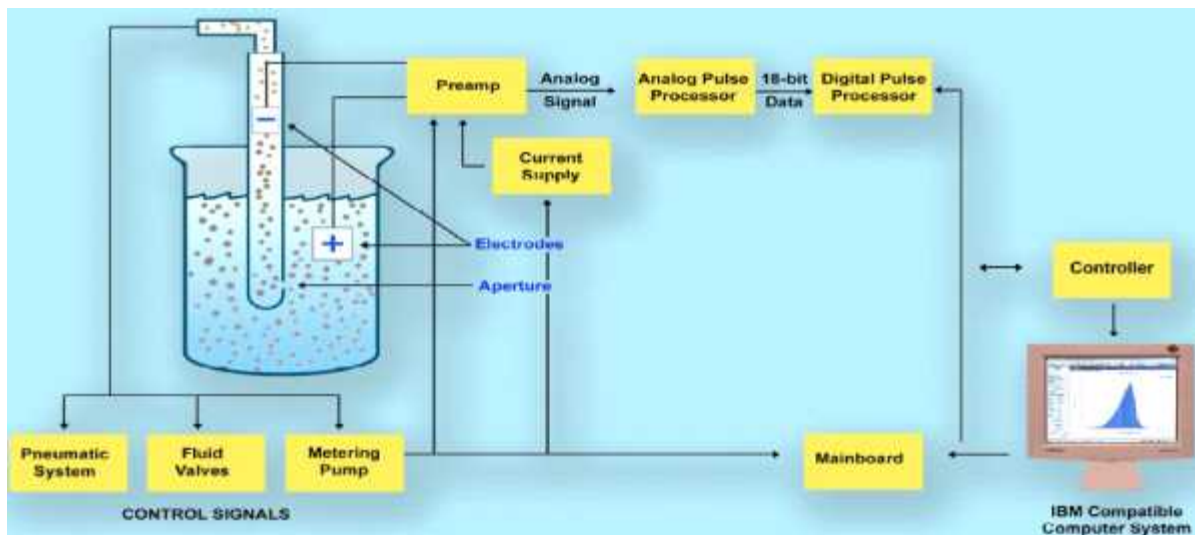 Preamp
Analog
Signal
Analog Pulse
Processor
18-bit
Data
Digital Pulse
Processor
Current
Supply
−
+
Electrodes
Aperture
Controller
Pneumatic
System
Fluid
Valves
Metering
Pump
Mainboard
CONTROL SIGNALS
IBM Compatible
Computer System